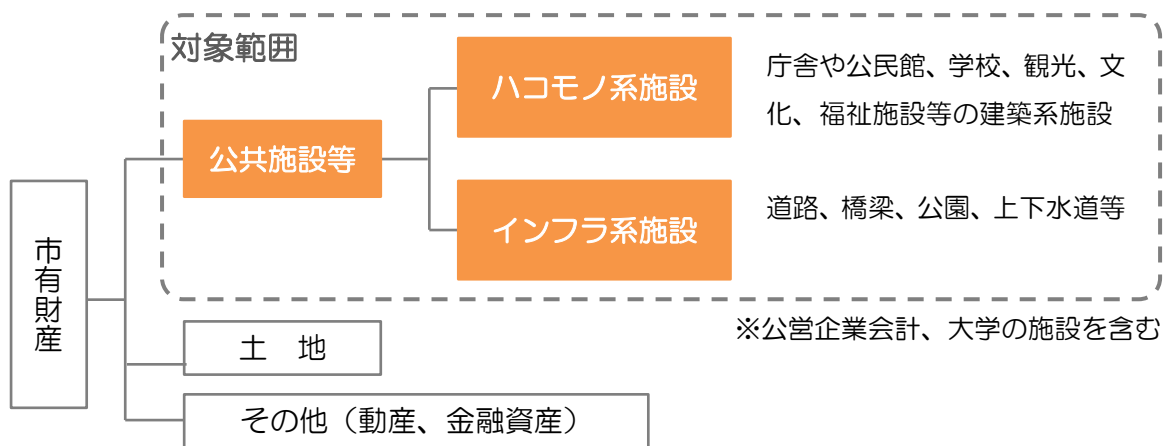 対象範囲
ハコモノ系施設
庁舎や公民館、学校、観光、文
化、福祉施設等の建築系施設
公共施設等
インフラ系施設
道路、橋梁、公園、上下水道等
市有財産
※公営企業会計、大学の施設を含む
土　地
その他（動産、金融資産）